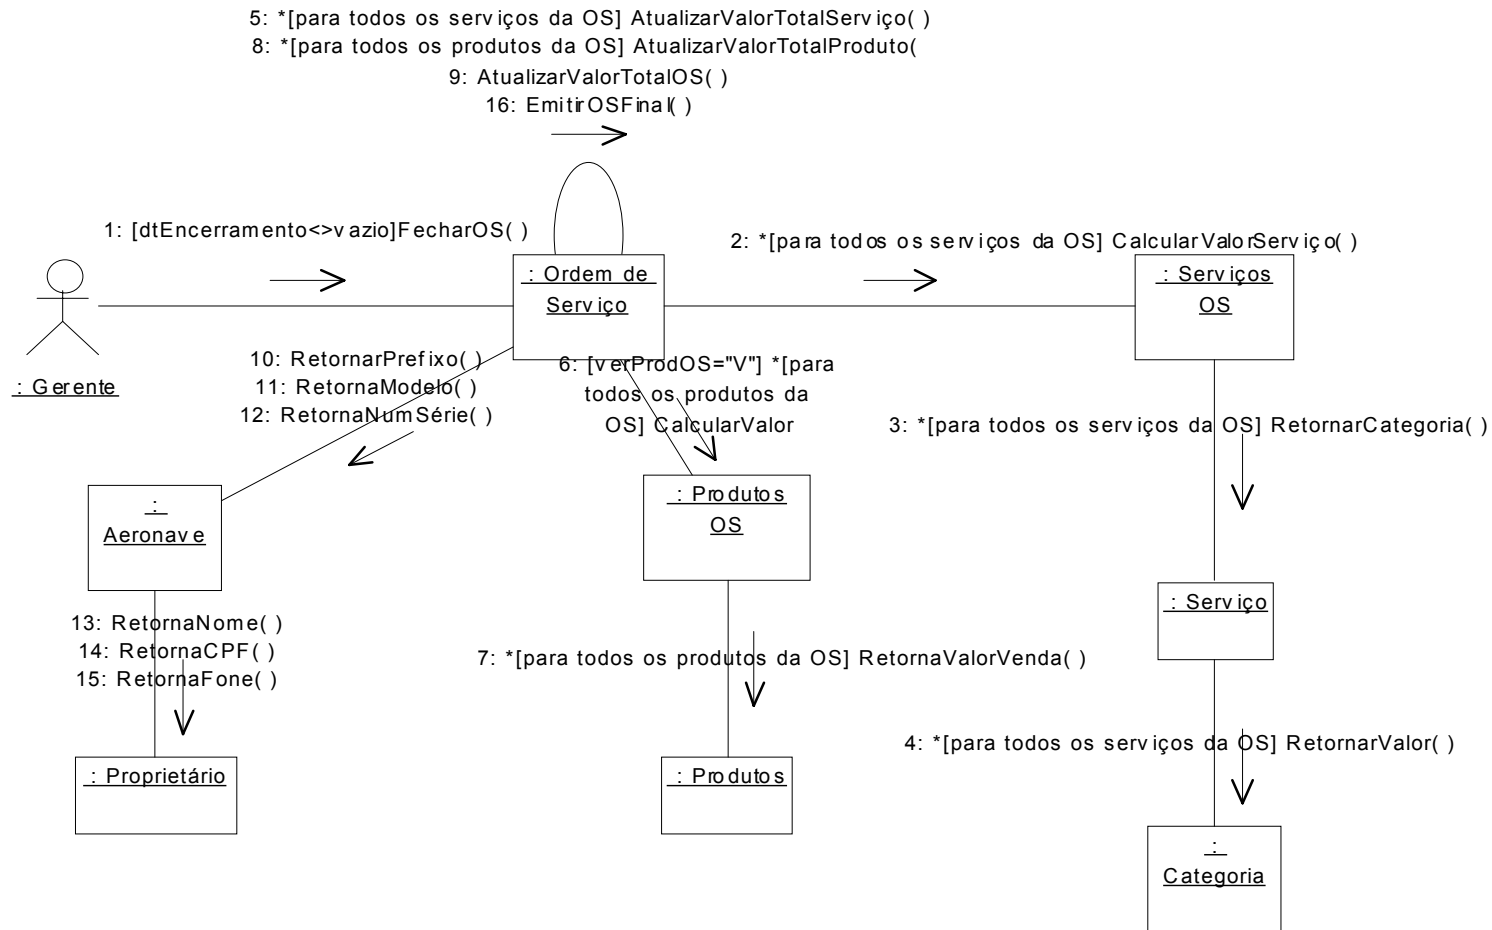 5: *[para todos os serviços da OS] AtualizarValorTotalServiço( )
8: *[para todos os produtos da OS] AtualizarValorTotalProduto(
9: AtualizarValorTotalOS( )
16: EmitirOSFinal( )
1: [dtEncerramento<>vazio]FecharOS( )
2: *[para todos os serviços da OS] CalcularValorServiço( )
: Ordem de
Serviço
: Serviços
OS
: Gerente
10: RetornarPrefixo( )
11: RetornaModelo( )
12: RetornaNumSérie( )
6: [verProdOS="V"] *[para
todos os produtos da
OS] CalcularValor
3: *[para todos os serviços da OS] RetornarCategoria( )
:
Aeronave
: Produtos
OS
: Serviço
13: RetornaNome( )
14: RetornaCPF( )
15: RetornaFone( )
7: *[para todos os produtos da OS] RetornaValorVenda( )
4: *[para todos os serviços da OS] RetornarValor( )
: Proprietário
: Produtos
:
Categoria